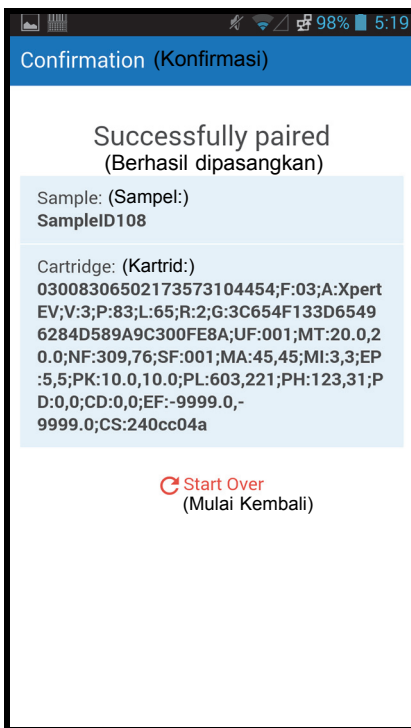 98% 5:19
Confirmation (Konfirmasi)
Successfully paired
(Berhasil dipasangkan)
Sample: (Sampel:)
SampleID108
Cartridge: (Kartrid:)
03008306502173573104454;F:03;A:Xpert
EV;V:3;P:83;L:65;R:2;G:3C654F133D6549
6284D589A9C300FE8A;UF:001;MT:20.0,2
0.0;NF:309,76;SF:001;MA:45,45;MI:3,3;EP
:5,5;PK:10.0,10.0;PL:603,221;PH:123,31;P
D:0,0;CD:0,0;EF:-9999.0,-
9999.0;CS:240cc04a
Start Over
(Mulai Kembali)